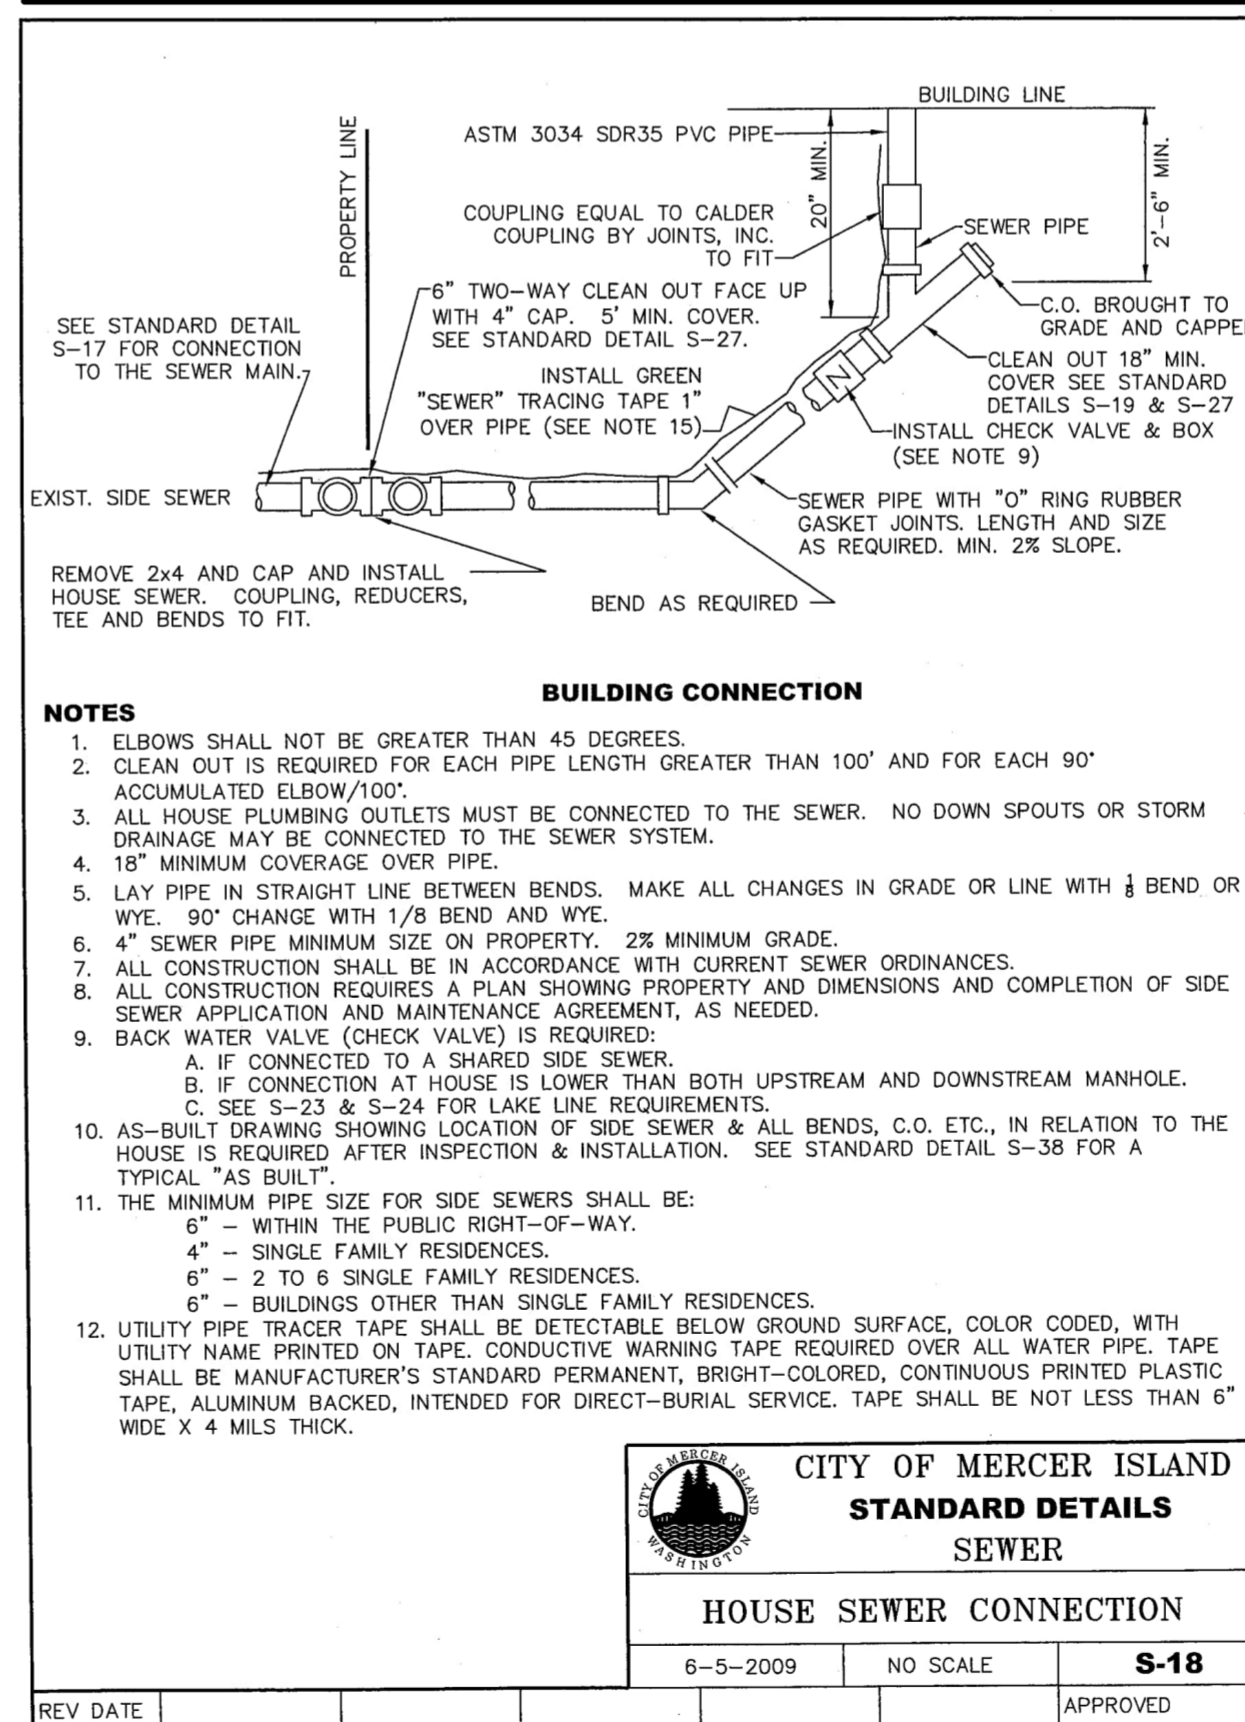 BUILDING LINE
PROPERTY LINE
ASTM 3034 SDR35 PVC PIPE
20" MIN.
2'-6" MIN.
COUPLING EQUAL TO CALDER
COUPLING BY JOINTS, INC.
TO FIT
SEWER PIPE
6" TWO-WAY CLEAN OUT FACE UP
WITH 4" CAP. 5' MIN. COVER.
SEE STANDARD DETAIL S-27.
C.O. BROUGHT TO
GRADE AND CAPPE
SEE STANDARD DETAIL
S-17 FOR CONNECTION
TO THE SEWER MAIN.
CLEAN OUT 18" MIN.
COVER SEE STANDARD
DETAILS S-19 & S-27
INSTALL GREEN
"SEWER" TRACING TAPE 1"
OVER PIPE (SEE NOTE 15)
N
INSTALL CHECK VALVE & BOX
(SEE NOTE 9)
EXIST. SIDE SEWER
SEWER PIPE WITH "O" RING RUBBER
GASKET JOINTS. LENGTH AND SIZE
AS REQUIRED. MIN. 2% SLOPE.
REMOVE 2x4 AND CAP AND INSTALL
HOUSE SEWER. COUPLING, REDUCERS,
TEE AND BENDS TO FIT.
BEND AS REQUIRED
BUILDING CONNECTION
NOTES
1. ELBOWS SHALL NOT BE GREATER THAN 45 DEGREES.
2. CLEAN OUT IS REQUIRED FOR EACH PIPE LENGTH GREATER THAN 100' AND FOR EACH 90°
ACCUMULATED ELBOW/100°.
3. ALL HOUSE PLUMBING OUTLETS MUST BE CONNECTED TO THE SEWER. NO DOWN SPOUTS OR STORM
DRAINAGE MAY BE CONNECTED TO THE SEWER SYSTEM.
4. 18" MINIMUM COVERAGE OVER PIPE.
5. LAY PIPE IN STRAIGHT LINE BETWEEN BENDS. MAKE ALL CHANGES IN GRADE OR LINE WITH 1/8 BEND OR
WYE. 90° CHANGE WITH 1/8 BEND AND WYE.
6. 4" SEWER PIPE MINIMUM SIZE ON PROPERTY. 2% MINIMUM GRADE.
7. ALL CONSTRUCTION SHALL BE IN ACCORDANCE WITH CURRENT SEWER ORDINANCES.
8. ALL CONSTRUCTION REQUIRES A PLAN SHOWING PROPERTY AND DIMENSIONS AND COMPLETION OF SIDE
SEWER APPLICATION AND MAINTENANCE AGREEMENT, AS NEEDED.
9. BACK WATER VALVE (CHECK VALVE) IS REQUIRED:
A. IF CONNECTED TO A SHARED SIDE SEWER.
B. IF CONNECTION AT HOUSE IS LOWER THAN BOTH UPSTREAM AND DOWNSTREAM MANHOLE.
C. SEE S-23 & S-24 FOR LAKE LINE REQUIREMENTS.
10. AS-BUILT DRAWING SHOWING LOCATION OF SIDE SEWER & ALL BENDS, C.O. ETC., IN RELATION TO THE
HOUSE IS REQUIRED AFTER INSPECTION & INSTALLATION. SEE STANDARD DETAIL S-38 FOR A
TYPICAL "AS BUILT".
11. THE MINIMUM PIPE SIZE FOR SIDE SEWERS SHALL BE:
6" - WITHIN THE PUBLIC RIGHT-OF-WAY.
4" - SINGLE FAMILY RESIDENCES.
6" - 2 TO 6 SINGLE FAMILY RESIDENCES.
6" - BUILDINGS OTHER THAN SINGLE FAMILY RESIDENCES.
12. UTILITY PIPE TRACER TAPE SHALL BE DETECTABLE BELOW GROUND SURFACE, COLOR CODED, WITH
UTILITY NAME PRINTED ON TAPE. CONDUCTIVE WARNING TAPE REQUIRED OVER ALL WATER PIPE. TAPE
SHALL BE MANUFACTURER'S STANDARD PERMANENT, BRIGHT-COLORED, CONTINUOUS PRINTED PLASTIC
TAPE, ALUMINUM BACKED, INTENDED FOR DIRECT-BURIAL SERVICE. TAPE SHALL BE NOT LESS THAN 6"
WIDE X 4 MILS THICK.
CITY OF MERCER ISLAND
WASHINGTON
CITY OF MERCER ISLAND
STANDARD DETAILS
SEWER
HOUSE SEWER CONNECTION
6-5-2009 NO SCALE S-18
REV DATE APPROVED